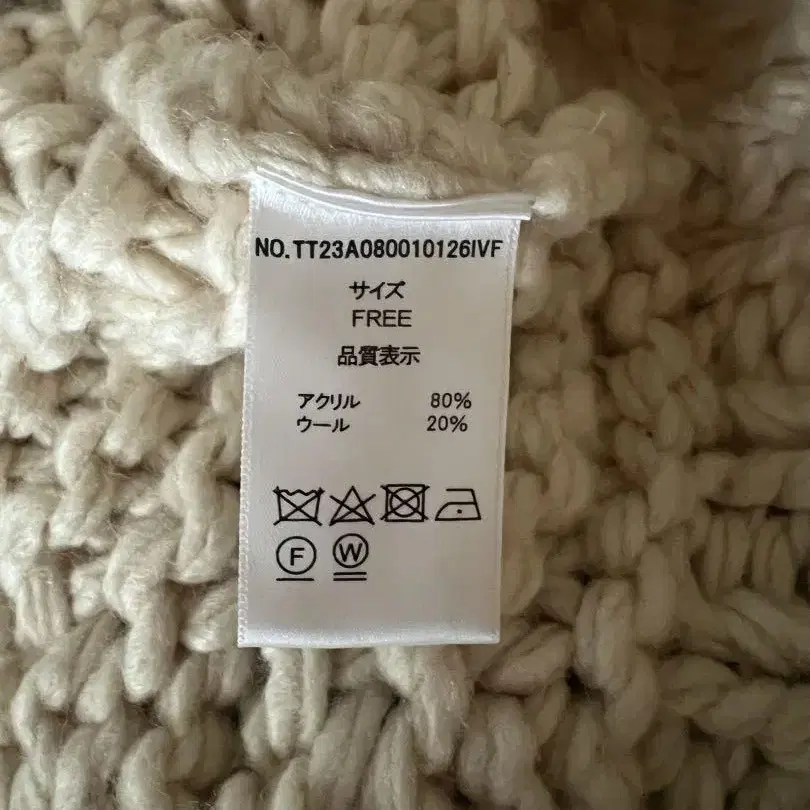 NO.TT23A080010126IVF
サイズ
FREE
品質表示
アクリル 80%
ウール 20%
F W